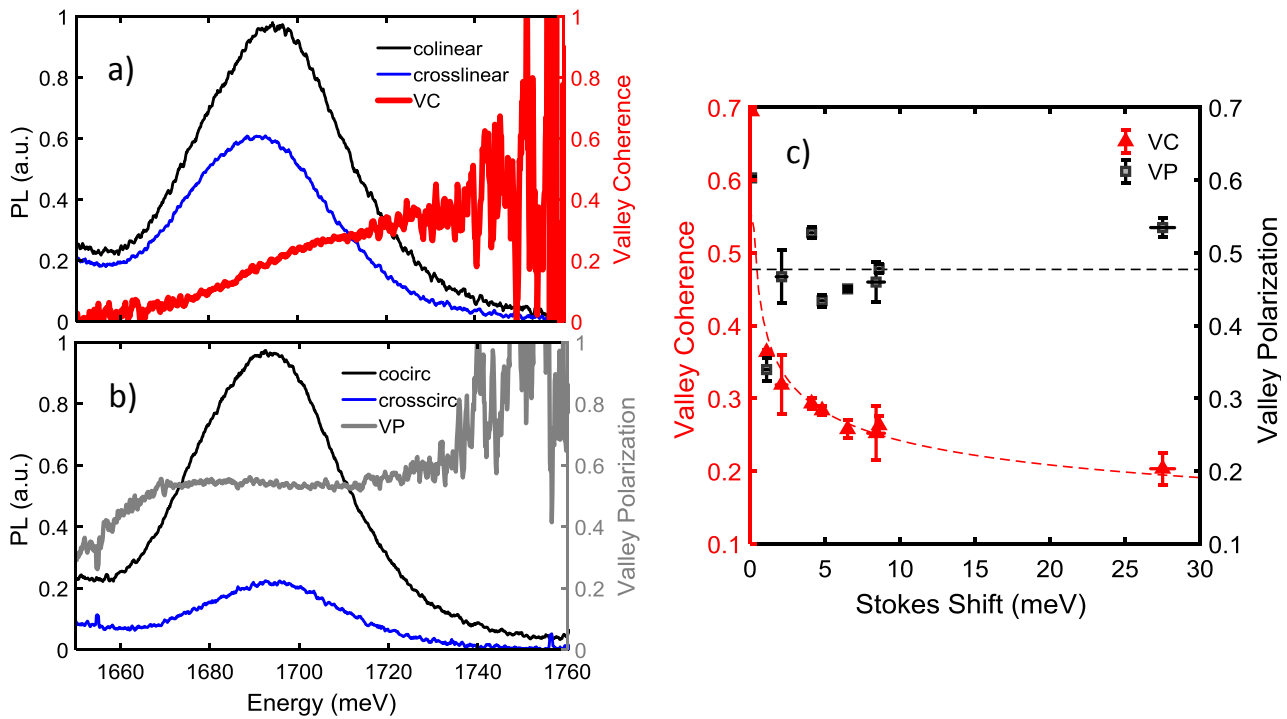 a)
colinear
crosslinear
VC
PL (a.u.)
0
0.2
0.4
0.6
0.8
1
Valley Coherence
0
0.2
0.4
0.6
0.8
1
b)
cocirc
crosscirc
VP
PL (a.u.)
0
0.2
0.4
0.6
0.8
1
Valley Polarization
0
0.2
0.4
0.6
0.8
1
1660
1680
1700
1720
1740
1760
Energy (meV)
c)
VC
VP
Valley Coherence
0.1
0.2
0.3
0.4
0.5
0.6
0.7
Valley Polarization
0.1
0.2
0.3
0.4
0.5
0.6
0.7
0
5
10
15
20
25
30
Stokes Shift (meV)